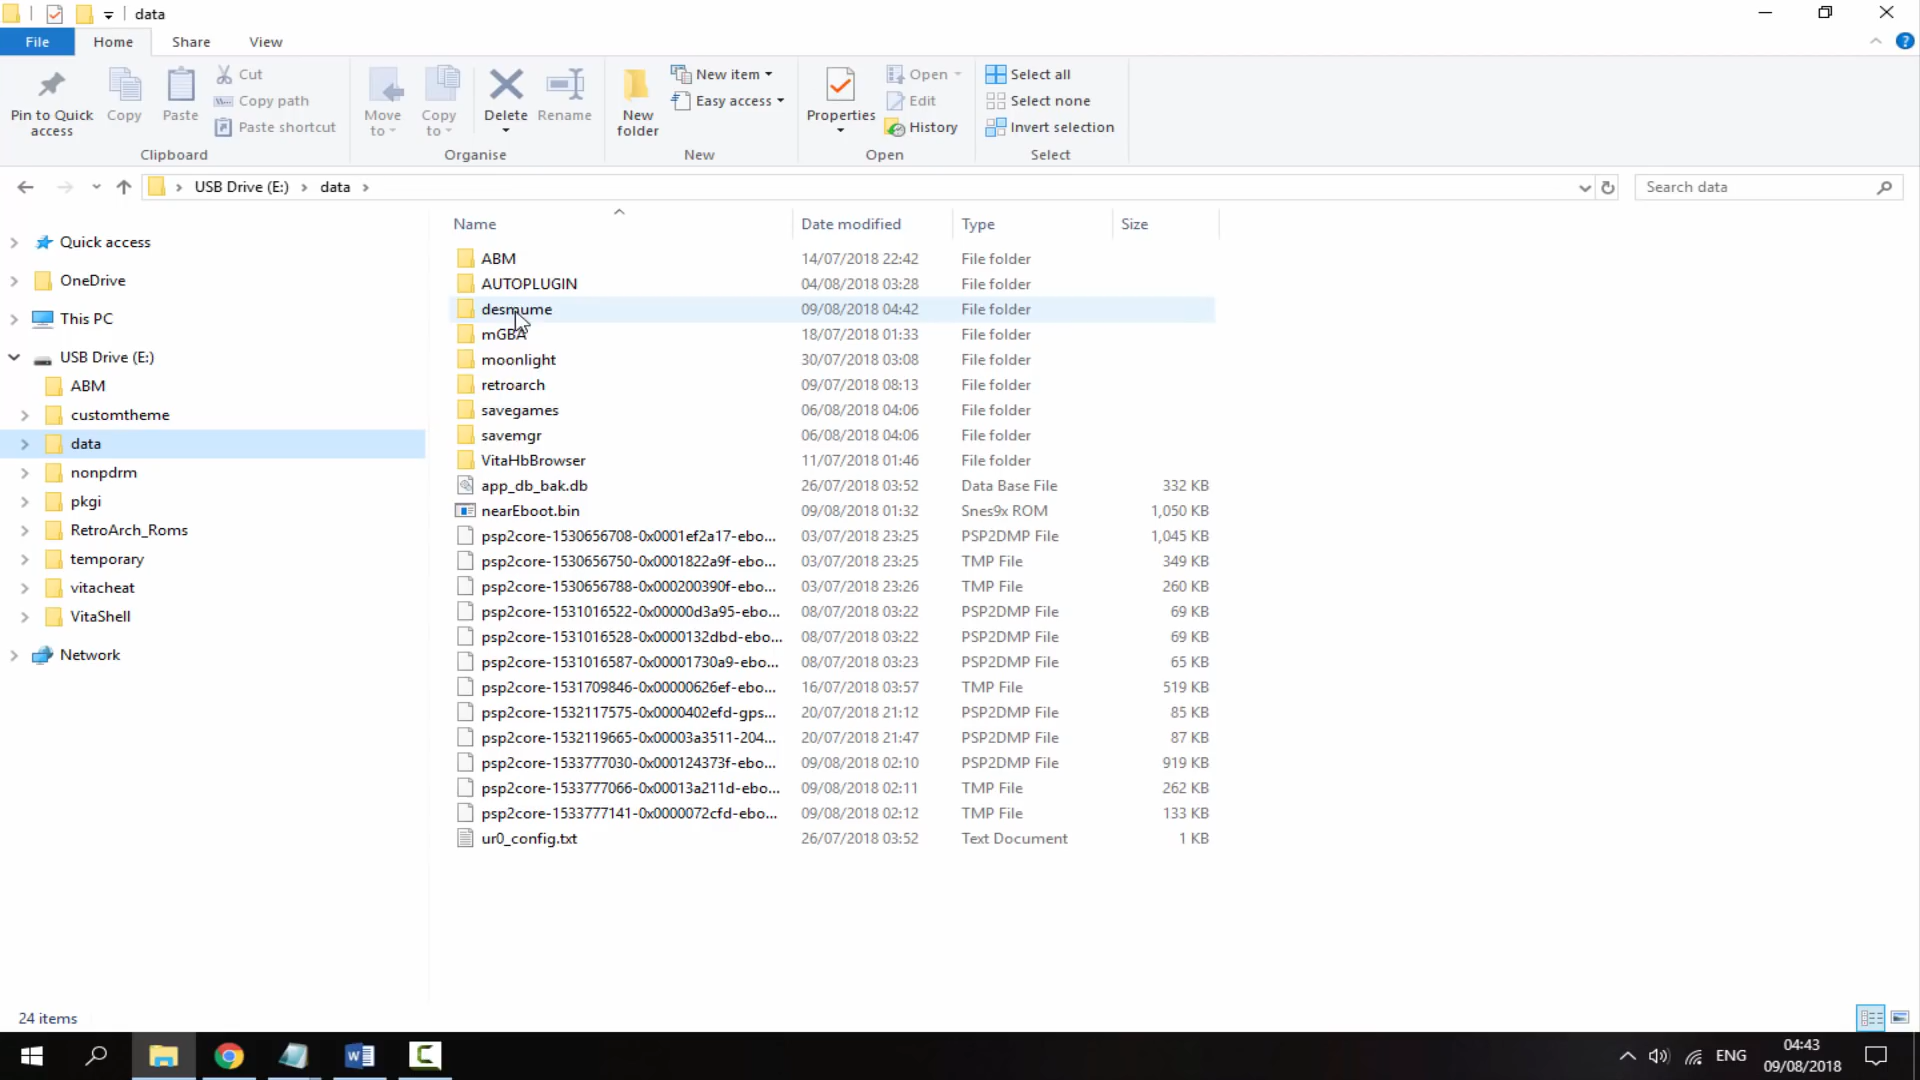 data
File Home Share View
Pin to Quick access
Copy
Paste
Cut
Copy path
Paste shortcut
Clipboard
Move to
Copy to
Delete
Rename
Organise
New folder
New item
Easy access
New
Properties
Open
Edit
History
Open
Select all
Select none
Invert selection
Select
USB Drive (E:) data
Search data
Quick access
OneDrive
This PC
USB Drive (E:)
ABM
customtheme
data
nonpdrm
pkgi
RetroArch_Roms
temporary
vitacheat
VitaShell
Network
Name Date modified Type Size
ABM 14/07/2018 22:42 File folder
AUTOPLUGIN 04/08/2018 03:28 File folder
desmume 09/08/2018 04:42 File folder
mGBA 18/07/2018 01:33 File folder
moonlight 30/07/2018 03:08 File folder
retroarch 09/07/2018 08:13 File folder
savegames 06/08/2018 04:06 File folder
savemgr 06/08/2018 04:06 File folder
VitaHbBrowser 11/07/2018 01:46 File folder
app_db_bak.db 26/07/2018 03:52 Data Base File 332 KB
nearEboot.bin 09/08/2018 01:32 Snes9x ROM 1,050 KB
psp2core-1530656708-0x0001ef2a17-ebo... 03/07/2018 23:25 PSP2DMP File 1,045 KB
psp2core-1530656750-0x0001822a9f-ebo... 03/07/2018 23:25 TMP File 349 KB
psp2core-1530656788-0x000200390f-ebo... 03/07/2018 23:26 TMP File 260 KB
psp2core-1531016522-0x00000d3a95-ebo... 08/07/2018 03:22 PSP2DMP File 69 KB
psp2core-1531016528-0x0000132dbd-ebo... 08/07/2018 03:22 PSP2DMP File 69 KB
psp2core-1531016587-0x00001730a9-ebo... 08/07/2018 03:23 PSP2DMP File 65 KB
psp2core-1531709846-0x00000626ef-ebo... 16/07/2018 03:57 TMP File 519 KB
psp2core-1532117575-0x0000402efd-gps... 20/07/2018 21:12 PSP2DMP File 85 KB
psp2core-1532119665-0x00003a3511-204... 20/07/2018 21:47 PSP2DMP File 87 KB
psp2core-1533777030-0x000124373f-ebo... 09/08/2018 02:10 PSP2DMP File 919 KB
psp2core-1533777066-0x00013a211d-ebo... 09/08/2018 02:11 TMP File 262 KB
psp2core-1533777141-0x0000072cfd-ebo... 09/08/2018 02:12 TMP File 133 KB
ur0_config.txt 26/07/2018 03:52 Text Document 1 KB
24 items
ENG
04:43
09/08/2018